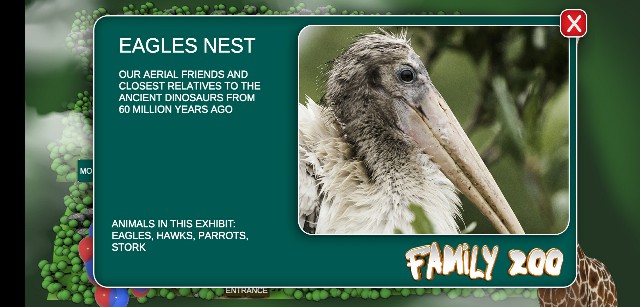 EAGLES NEST
OUR AERIAL FRIENDS AND
CLOSEST RELATIVES TO THE
ANCIENT DINOSAURS FROM
60 MILLION YEARS AGO
MO
ANIMALS IN THIS EXHIBIT:
EAGLES, HAWKS, PARROTS,
STORK
FAMILY ZOO
ENTRANCE
X